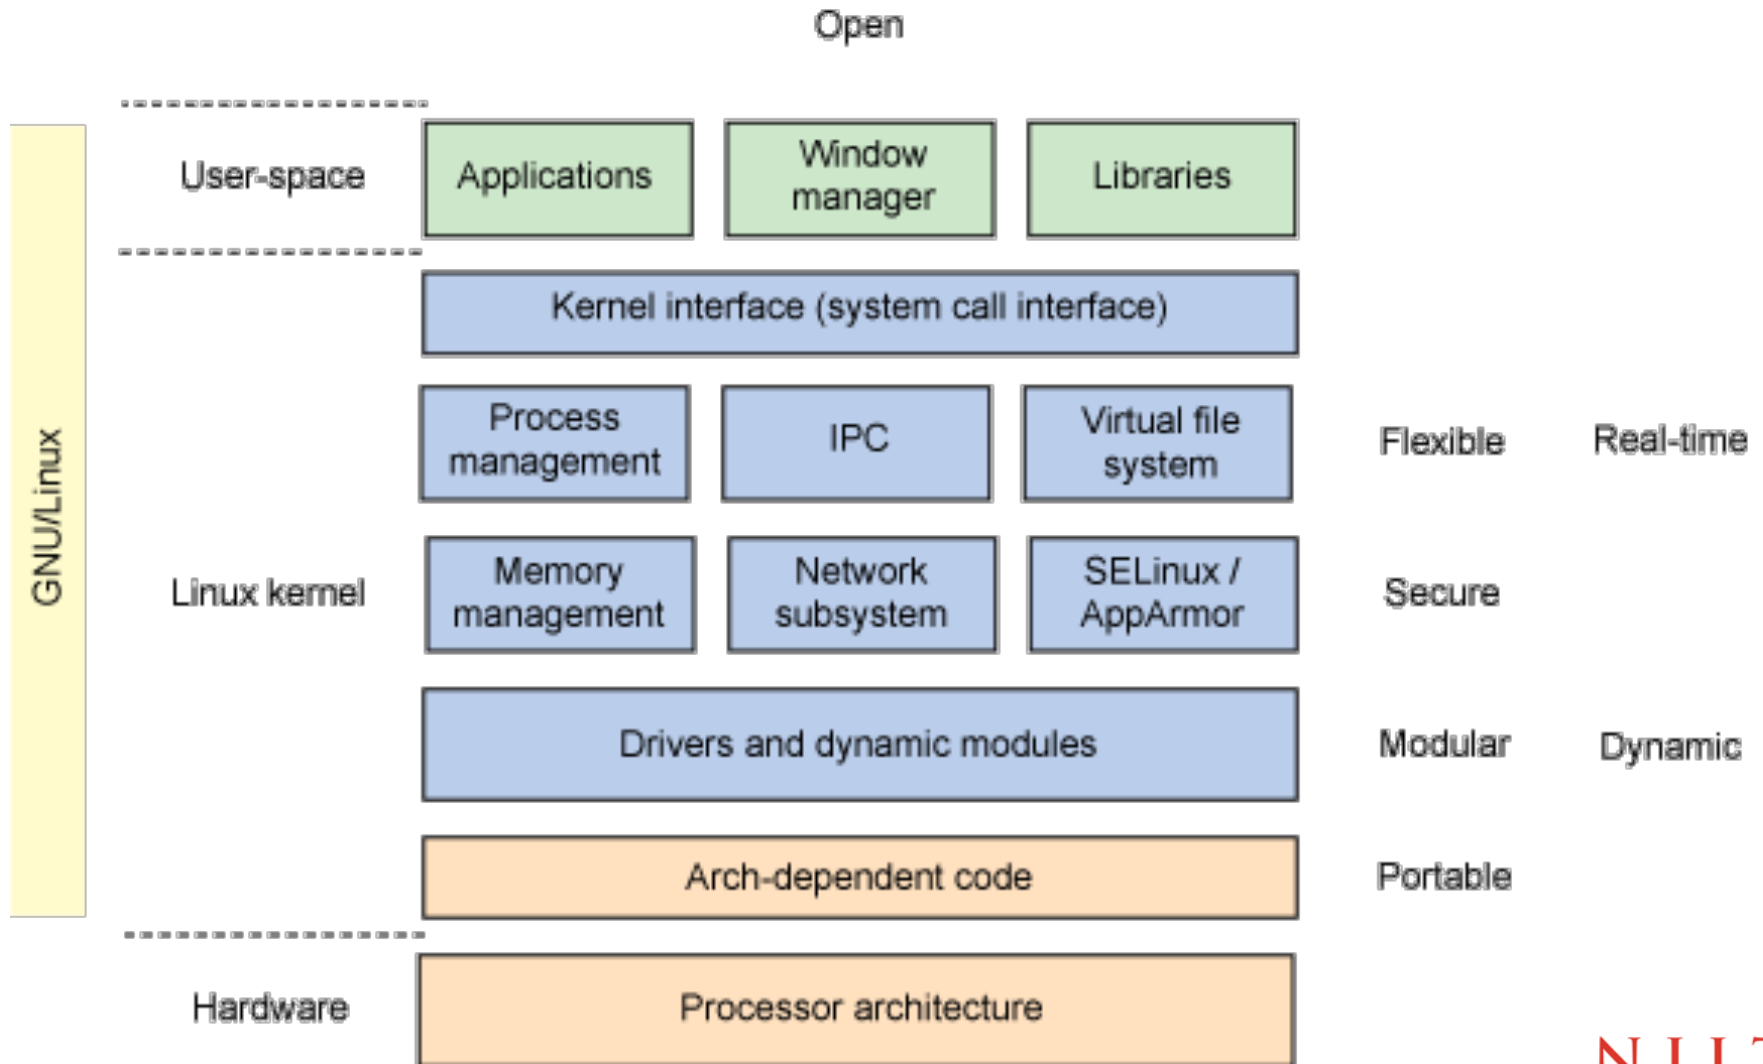 Open
User-space
Applications
Window
manager
Libraries
Kernel interface (system call interface)
Process
management
IPC
Virtual file
system
Flexible
Real-time
GNU/Linux
Linux kernel
Memory
management
Network
subsystem
SELinux /
AppArmor
Secure
Drivers and dynamic modules
Modular
Dynamic
Arch-dependent code
Portable
Hardware
Processor architecture